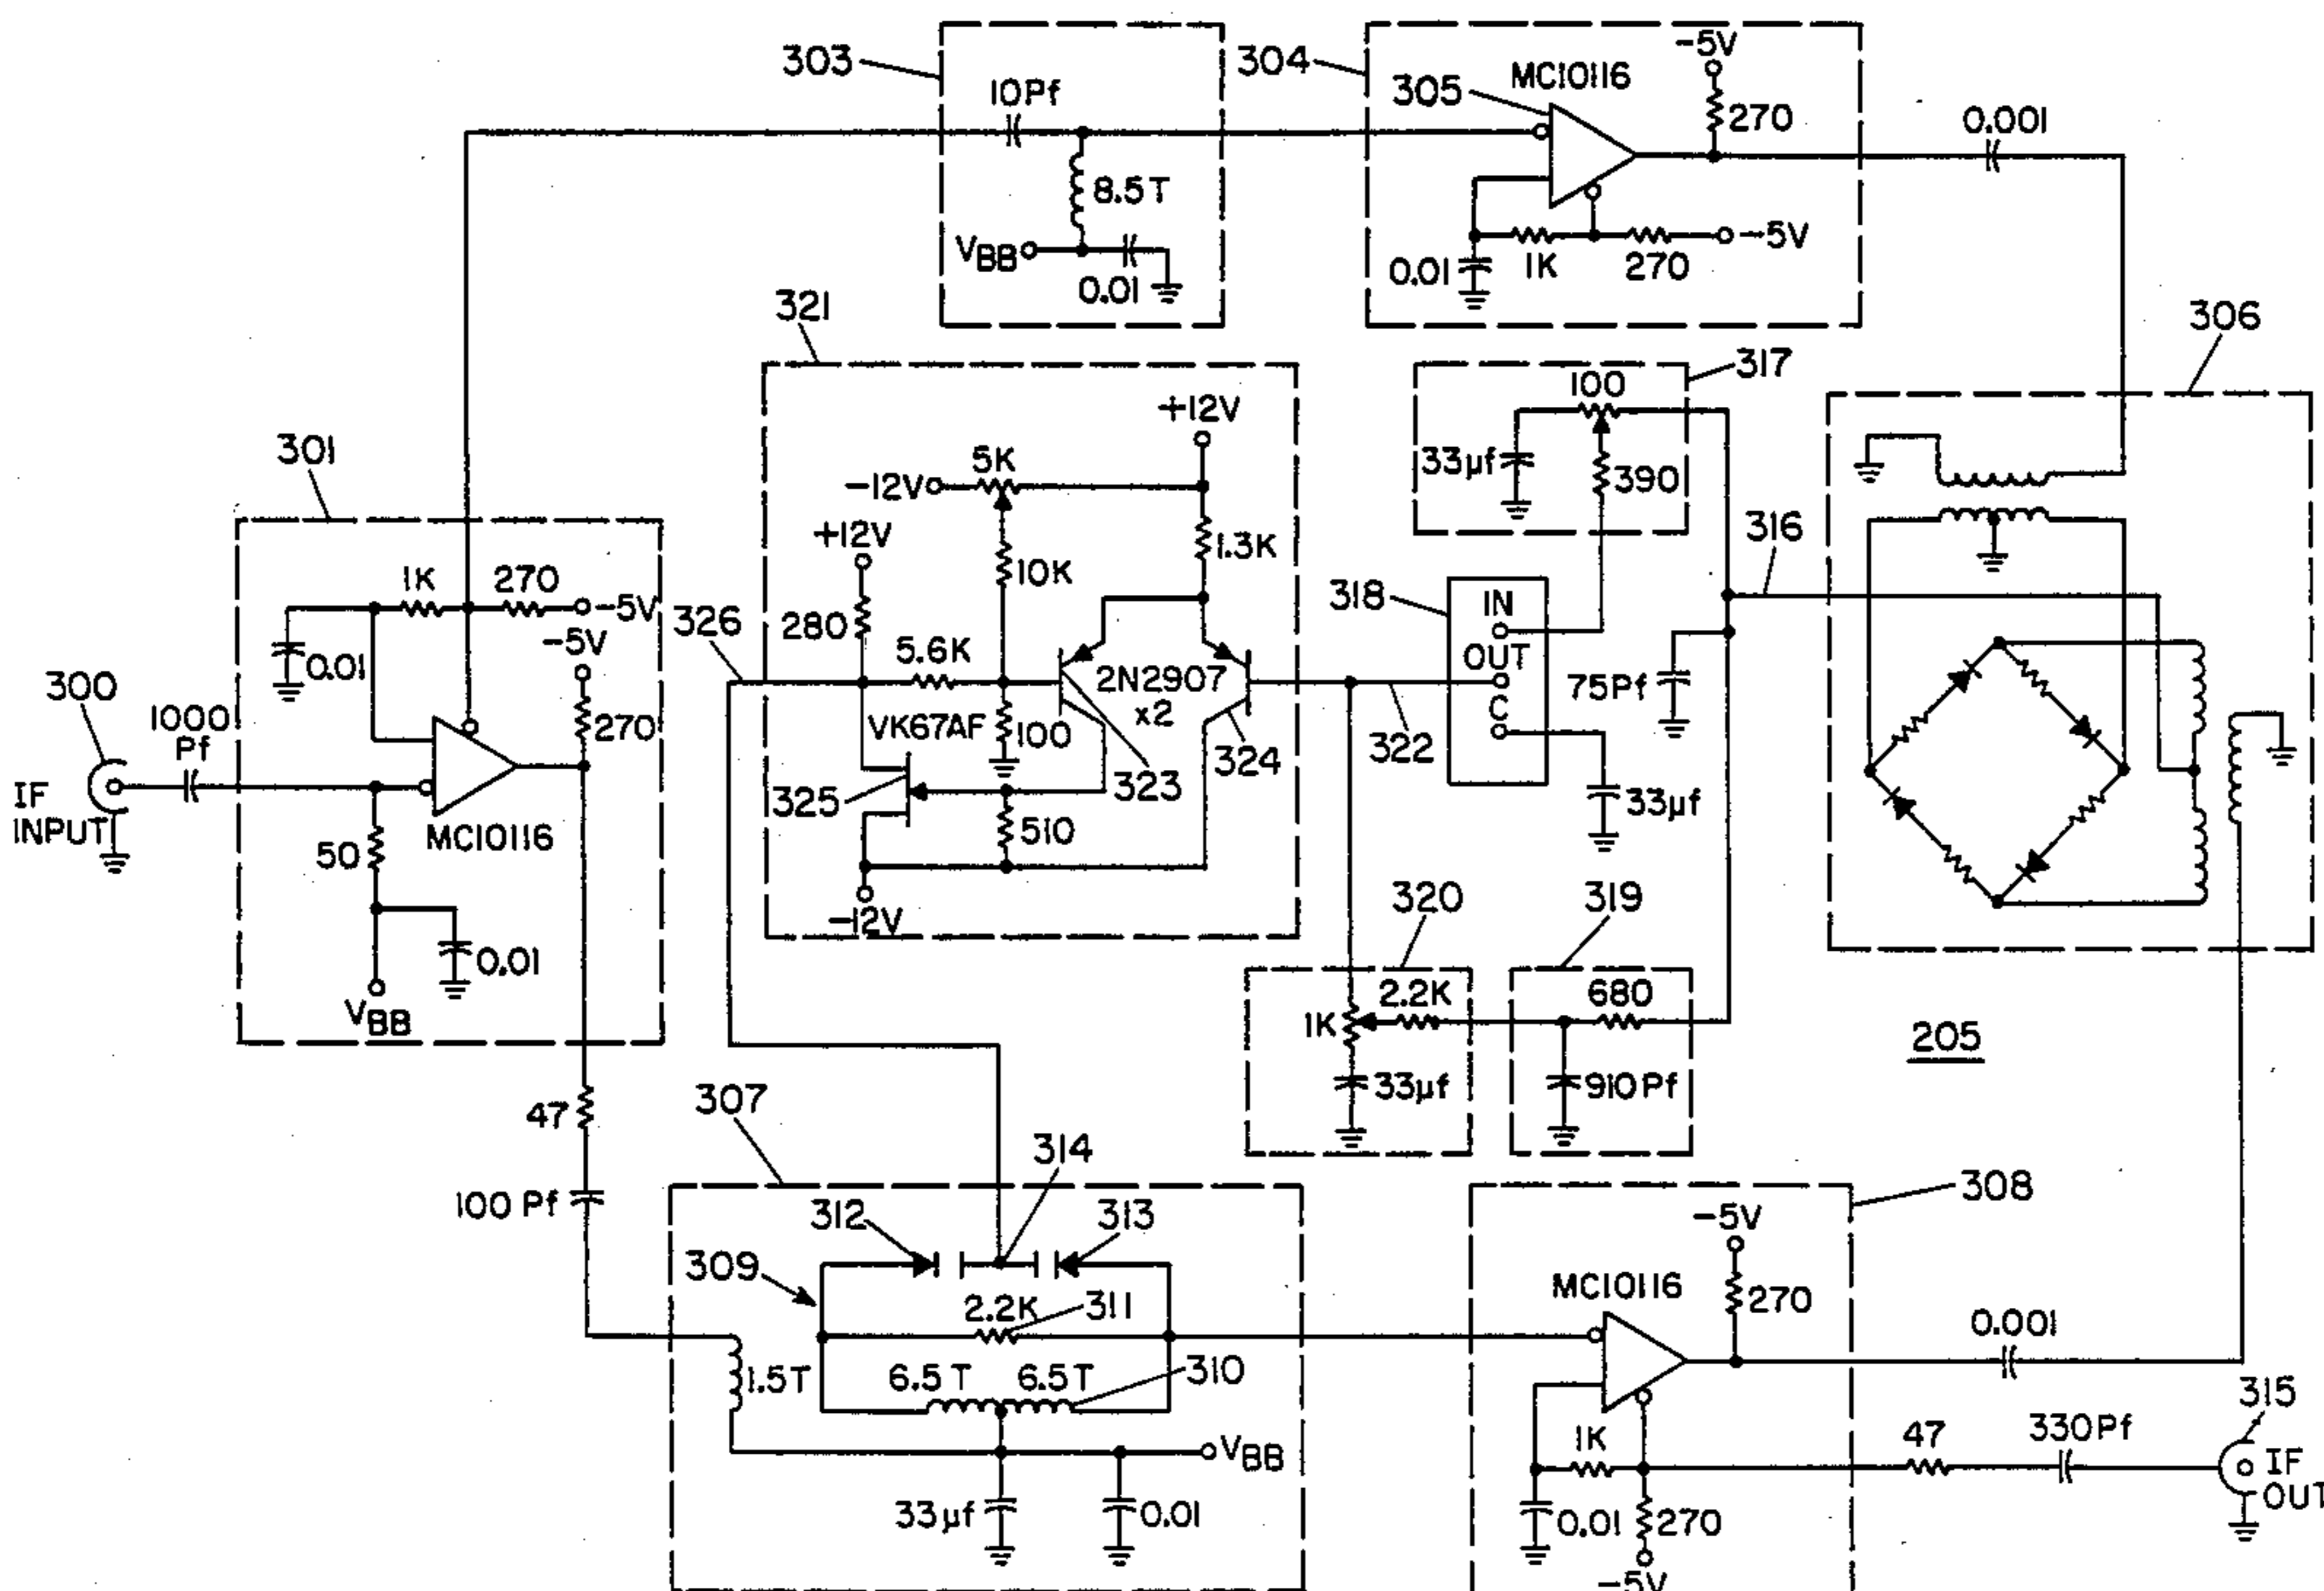 303
10Pf
8.5T
VBB
0.01
304
305
MC10116
-5V
270
0.01
1K
270
-5V
0.001
306
321
+12V
5K
-12V
+12V
1.3K
280
10K
326
5.6K
2N2907
x2
VK67AF
100
323
324
325
510
-12V
317
100
33µf
390
316
318
IN
OUT
C
322
75Pf
33µf
301
1K
270
-5V
-5V
0.01
270
300
1000
Pf
IF
INPUT
MC10116
50
0.01
VBB
320
2.2K
1K
33µf
319
680
910Pf
205
47
100 Pf
307
314
312
313
309
2.2K
311
1.5T
6.5T
6.5T
310
VBB
33µf
0.01
308
-5V
MC10116
270
0.001
1K
0.01
270
-5V
47
330Pf
315
IF
OUT